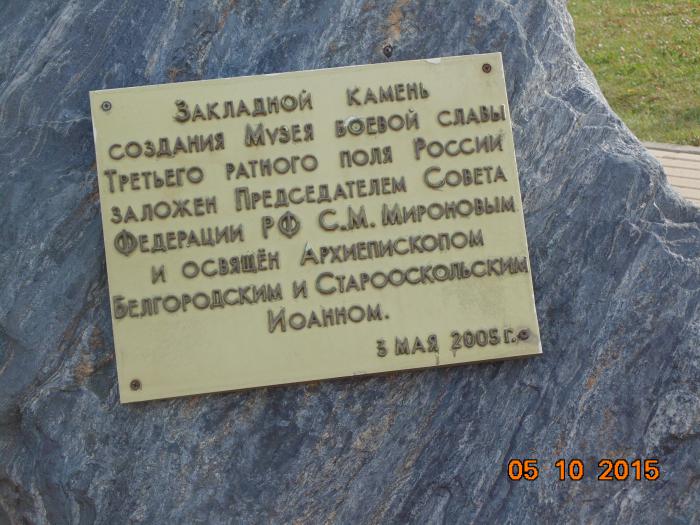 Закладной камень
создания Музея боевой славы
Третьего ратного поля России
заложен Председателем Совета
Федерации РФ С.М. Мироновым
и освящён Архиепископом
Белгородским и Старооскольским
Иоанном.
3 мая 2005 г.
05 10 2015